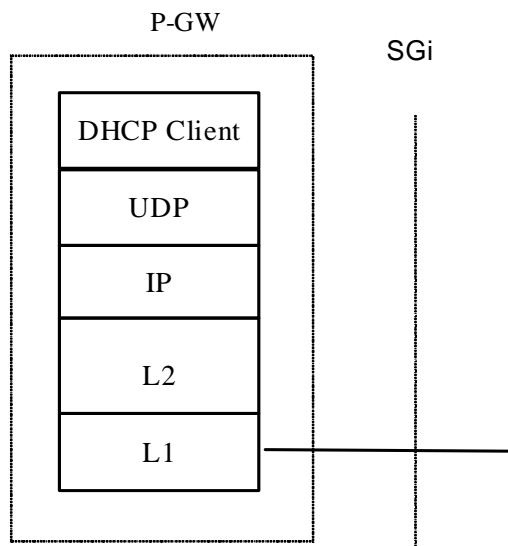 P-GW
SGi
DHCP Client
UDP
IP
L2
L1